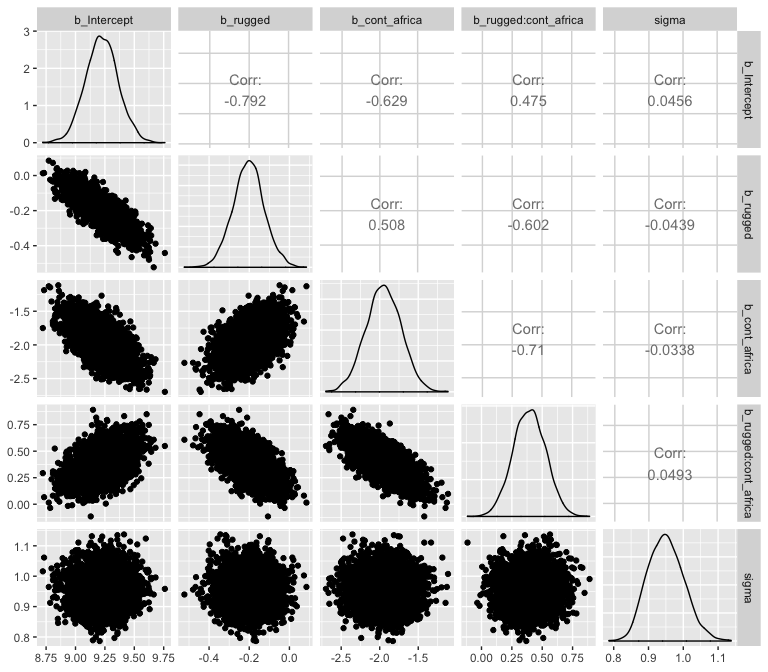 b_Intercept b_rugged b_cont_africa b_rugged:cont_africa sigma
3
2
1
0
Corr:
-0.792
Corr:
-0.629
Corr:
0.475
Corr:
0.0456
b_Intercept
0.0
-0.2
-0.4
Corr:
0.508
Corr:
-0.602
Corr:
-0.0439
b_rugged
-1.5
-2.0
-2.5
Corr:
-0.71
Corr:
-0.0338
b_cont_africa
0.75
0.50
0.25
0.00
Corr:
0.0493
b_rugged:cont_africa
1.1
1.0
0.9
0.8
sigma
8.75 9.00 9.25 9.50 9.75 -0.4 -0.2 0.0 -2.5 -2.0 -1.5 0.00 0.25 0.50 0.75 0.8 0.9 1.0 1.1